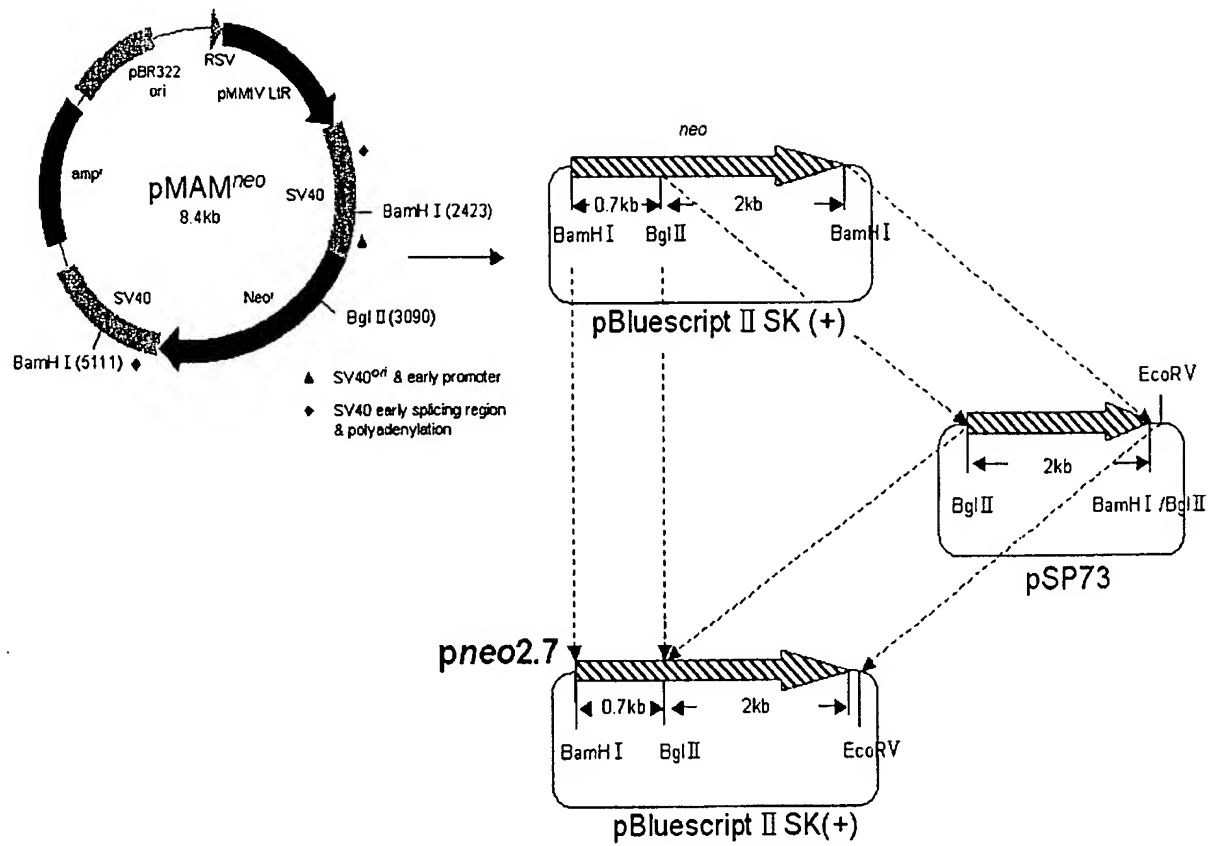 RSV
pBR322
ori
pMMTV LTR
ampʳ
pMAMⁿᵉᵒ
8.4kb
SV40
BamH I (2423)
SV40
Neoʳ
Bgl II (3090)
BamH I (5111)
▲ SV40ᵒʳⁱ & early promoter
◆ SV40 early splicing region
& polyadenylation
neo
0.7kb
2kb
BamH I
Bgl II
BamH I
pBluescript II SK (+)
EcoRV
2kb
Bgl II
BamH I /Bgl II
pSP73
pneo2.7
0.7kb
2kb
BamH I
Bgl II
EcoRV
pBluescript II SK(+)